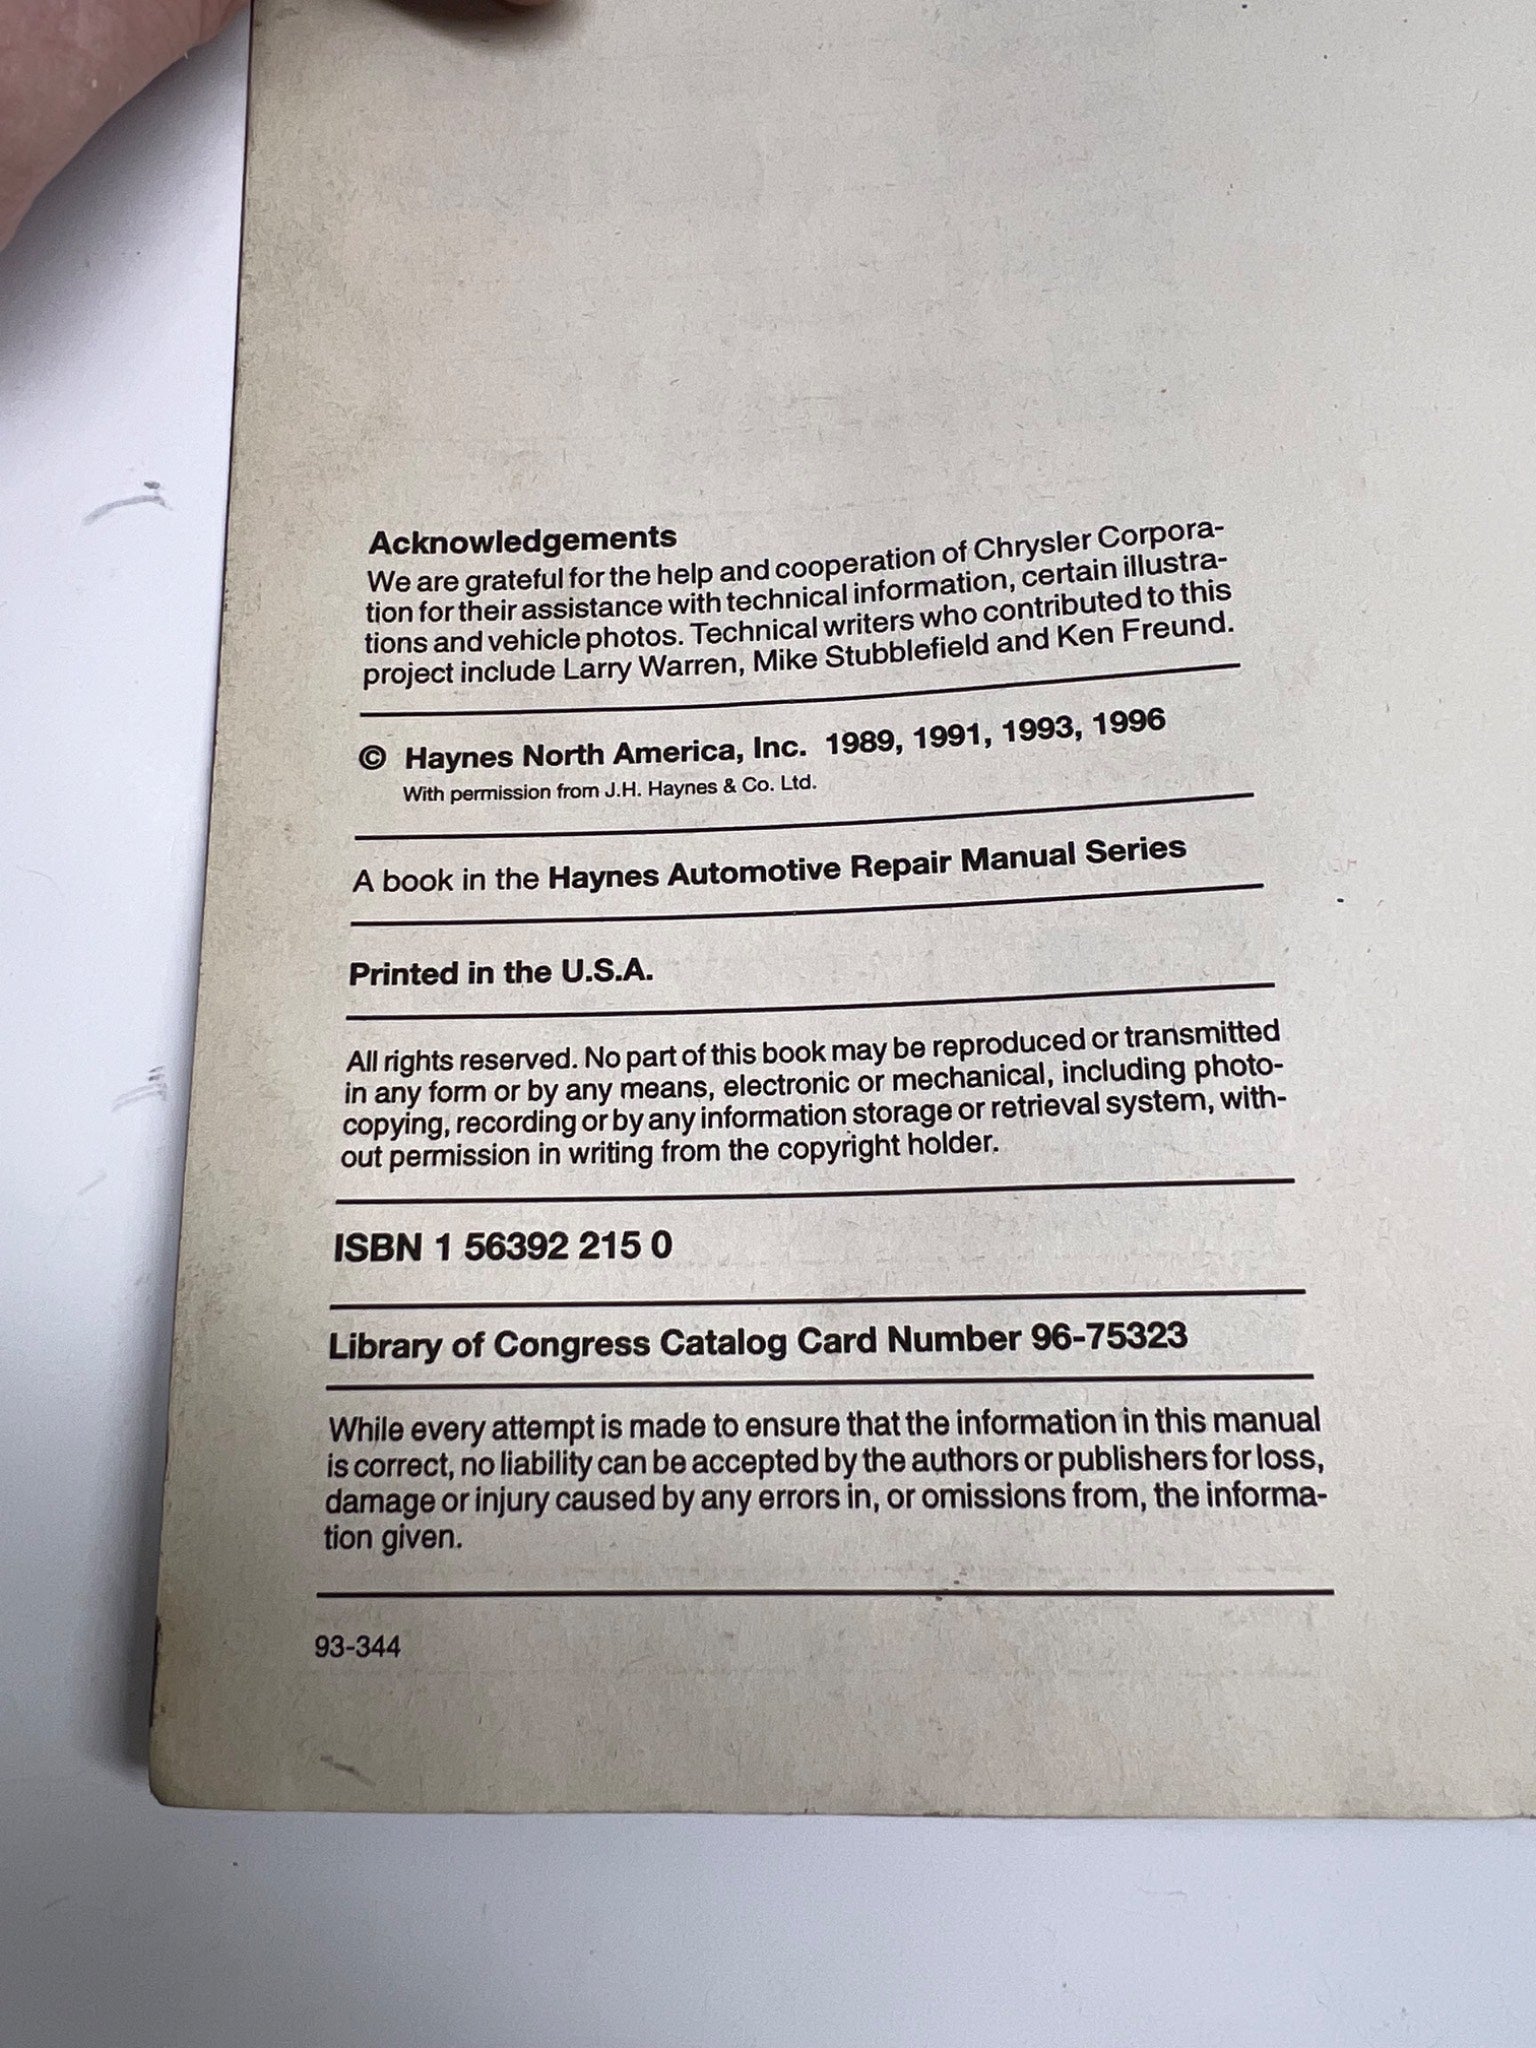 Acknowledgements
We are grateful for the help and cooperation of Chrysler Corpora-
tion for their assistance with technical information, certain illustra-
tions and vehicle photos. Technical writers who contributed to this
project include Larry Warren, Mike Stubblefield and Ken Freund.
© Haynes North America, Inc. 1989, 1991, 1993, 1996
With permission from J.H. Haynes & Co. Ltd.
A book in the Haynes Automotive Repair Manual Series
Printed in the U.S.A.
All rights reserved. No part of this book may be reproduced or transmitted
in any form or by any means, electronic or mechanical, including photo-
copying, recording or by any information storage or retrieval system, with-
out permission in writing from the copyright holder.
ISBN 1 56392 215 0
Library of Congress Catalog Card Number 96-75323
While every attempt is made to ensure that the information in this manual
is correct, no liability can be accepted by the authors or publishers for loss,
damage or injury caused by any errors in, or omissions from, the informa-
tion given.
93-344